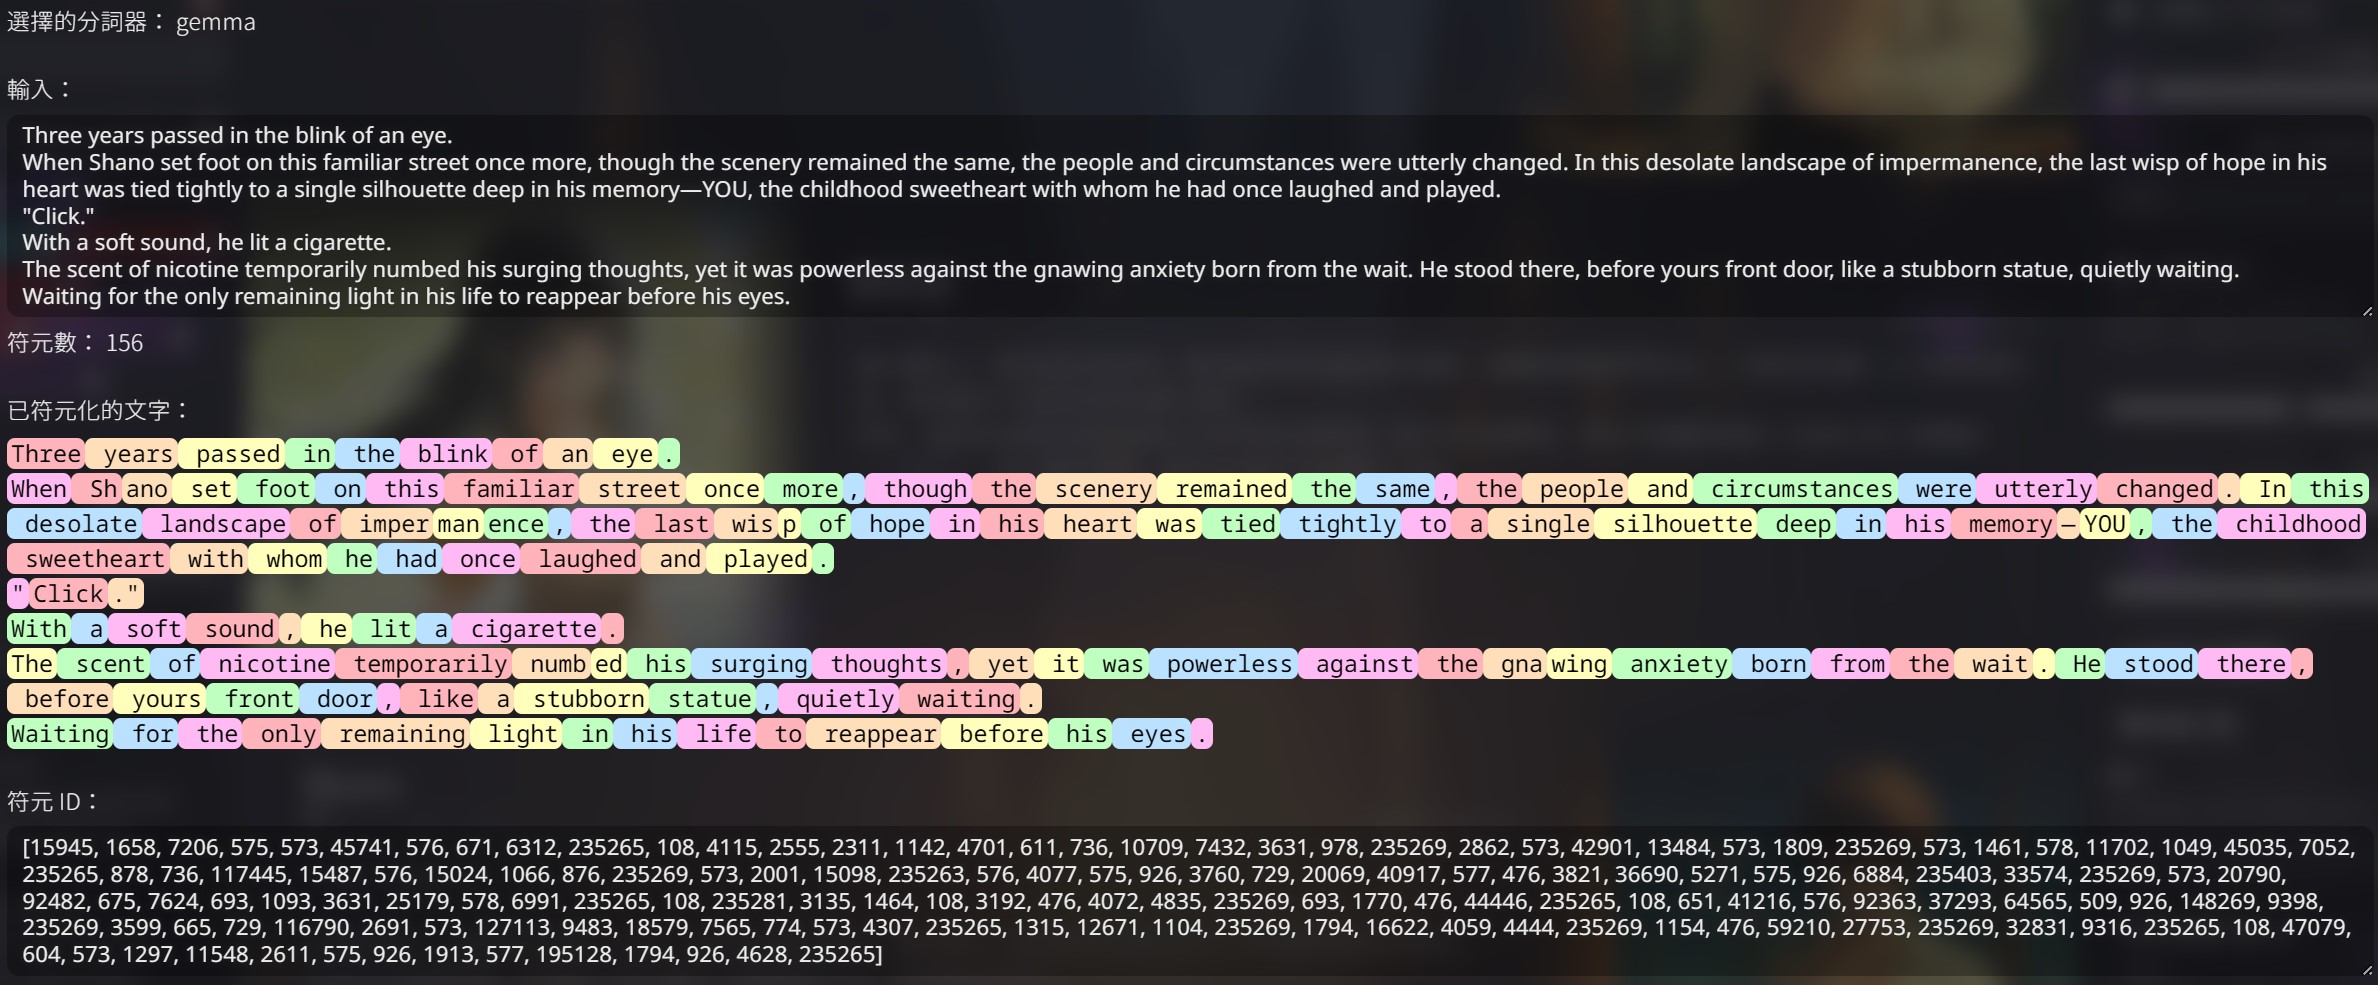 選擇的分詞器： gemma
輸入：
Three years passed in the blink of an eye.
When Shano set foot on this familiar street once more, though the scenery remained the same, the people and circumstances were utterly changed. In this desolate landscape of impermanence, the last wisp of hope in his
heart was tied tightly to a single silhouette deep in his memory—YOU, the childhood sweetheart with whom he had once laughed and played.
"Click."
With a soft sound, he lit a cigarette.
The scent of nicotine temporarily numbed his surging thoughts, yet it was powerless against the gnawing anxiety born from the wait. He stood there, before yours front door, like a stubborn statue, quietly waiting.
Waiting for the only remaining light in his life to reappear before his eyes.
符元數： 156
已符元化的文字：
Three years passed in the blink of an eye.
When Shano set foot on this familiar street once more, though the scenery remained the same, the people and circumstances were utterly changed. In this
desolate landscape of impermanence, the last wisp of hope in his heart was tied tightly to a single silhouette deep in his memory—YOU, the childhood
sweetheart with whom he had once laughed and played.
"Click."
With a soft sound, he lit a cigarette.
The scent of nicotine temporarily numbed his surging thoughts, yet it was powerless against the gnawing anxiety born from the wait. He stood there,
before yours front door, like a stubborn statue, quietly waiting.
Waiting for the only remaining light in his life to reappear before his eyes.
符元 ID：
[15945, 1658, 7206, 575, 573, 45741, 576, 671, 6312, 235265, 108, 4115, 2555, 2311, 1142, 4701, 611, 736, 10709, 7432, 3631, 978, 235269, 2862, 573, 42901, 13484, 573, 1809, 235269, 573, 1461, 578, 11702, 1049, 45035, 7052,
235265, 878, 736, 117445, 15487, 576, 15024, 1066, 876, 235269, 573, 2001, 15098, 235263, 576, 4077, 575, 926, 3760, 729, 20069, 40917, 577, 476, 3821, 36690, 5271, 575, 926, 6884, 235403, 33574, 235269, 573, 20790,
92482, 675, 7624, 693, 1093, 3631, 25179, 578, 6991, 235265, 108, 235281, 3135, 1464, 108, 3192, 476, 4072, 4835, 235269, 693, 1770, 476, 44446, 235265, 108, 651, 41216, 576, 92363, 37293, 64565, 509, 926, 148269, 9398,
235269, 3599, 665, 729, 116790, 2691, 573, 127113, 9483, 18579, 7565, 774, 573, 4307, 235265, 1315, 12671, 1104, 235269, 1794, 16622, 4059, 4444, 235269, 1154, 476, 59210, 27753, 235269, 32831, 9316, 235265, 108, 47079,
604, 573, 1297, 11548, 2611, 575, 926, 1913, 577, 195128, 1794, 926, 4628, 235265]